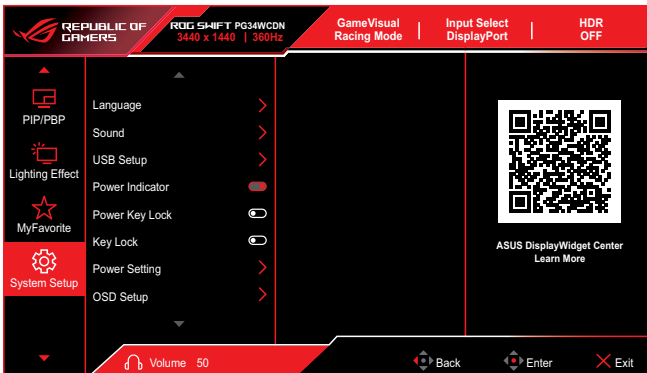 REPUBLIC OF
GAMERS
ROG SWIFT PG34WCDN
3440 x 1440 | 360Hz
GameVisual
Racing Mode
Input Select
DisplayPort
HDR
OFF
PIP/PBP
Lighting Effect
MyFavorite
System Setup
Language
Sound
USB Setup
Power Indicator
Power Key Lock
Key Lock
Power Setting
OSD Setup
ASUS DisplayWidget Center
Learn More
Volume 50
Back
Enter
Exit